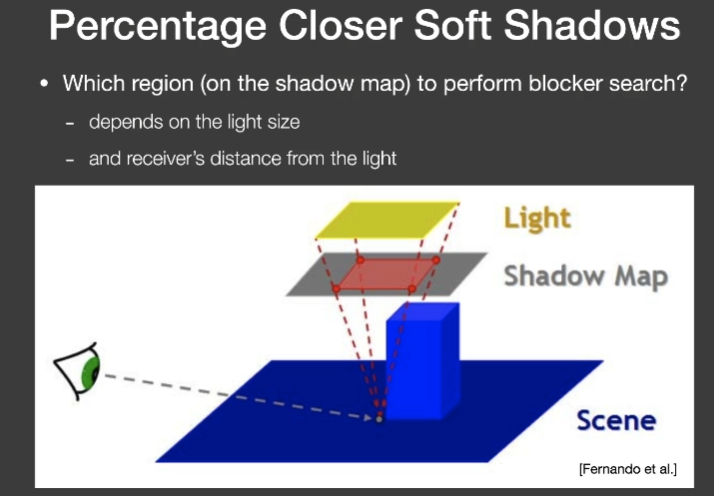 Percentage Closer Soft Shadows
• Which region (on the shadow map) to perform blocker search?
– depends on the light size
– and receiver's distance from the light
Light
Shadow Map
Scene
[Fernando et al.]